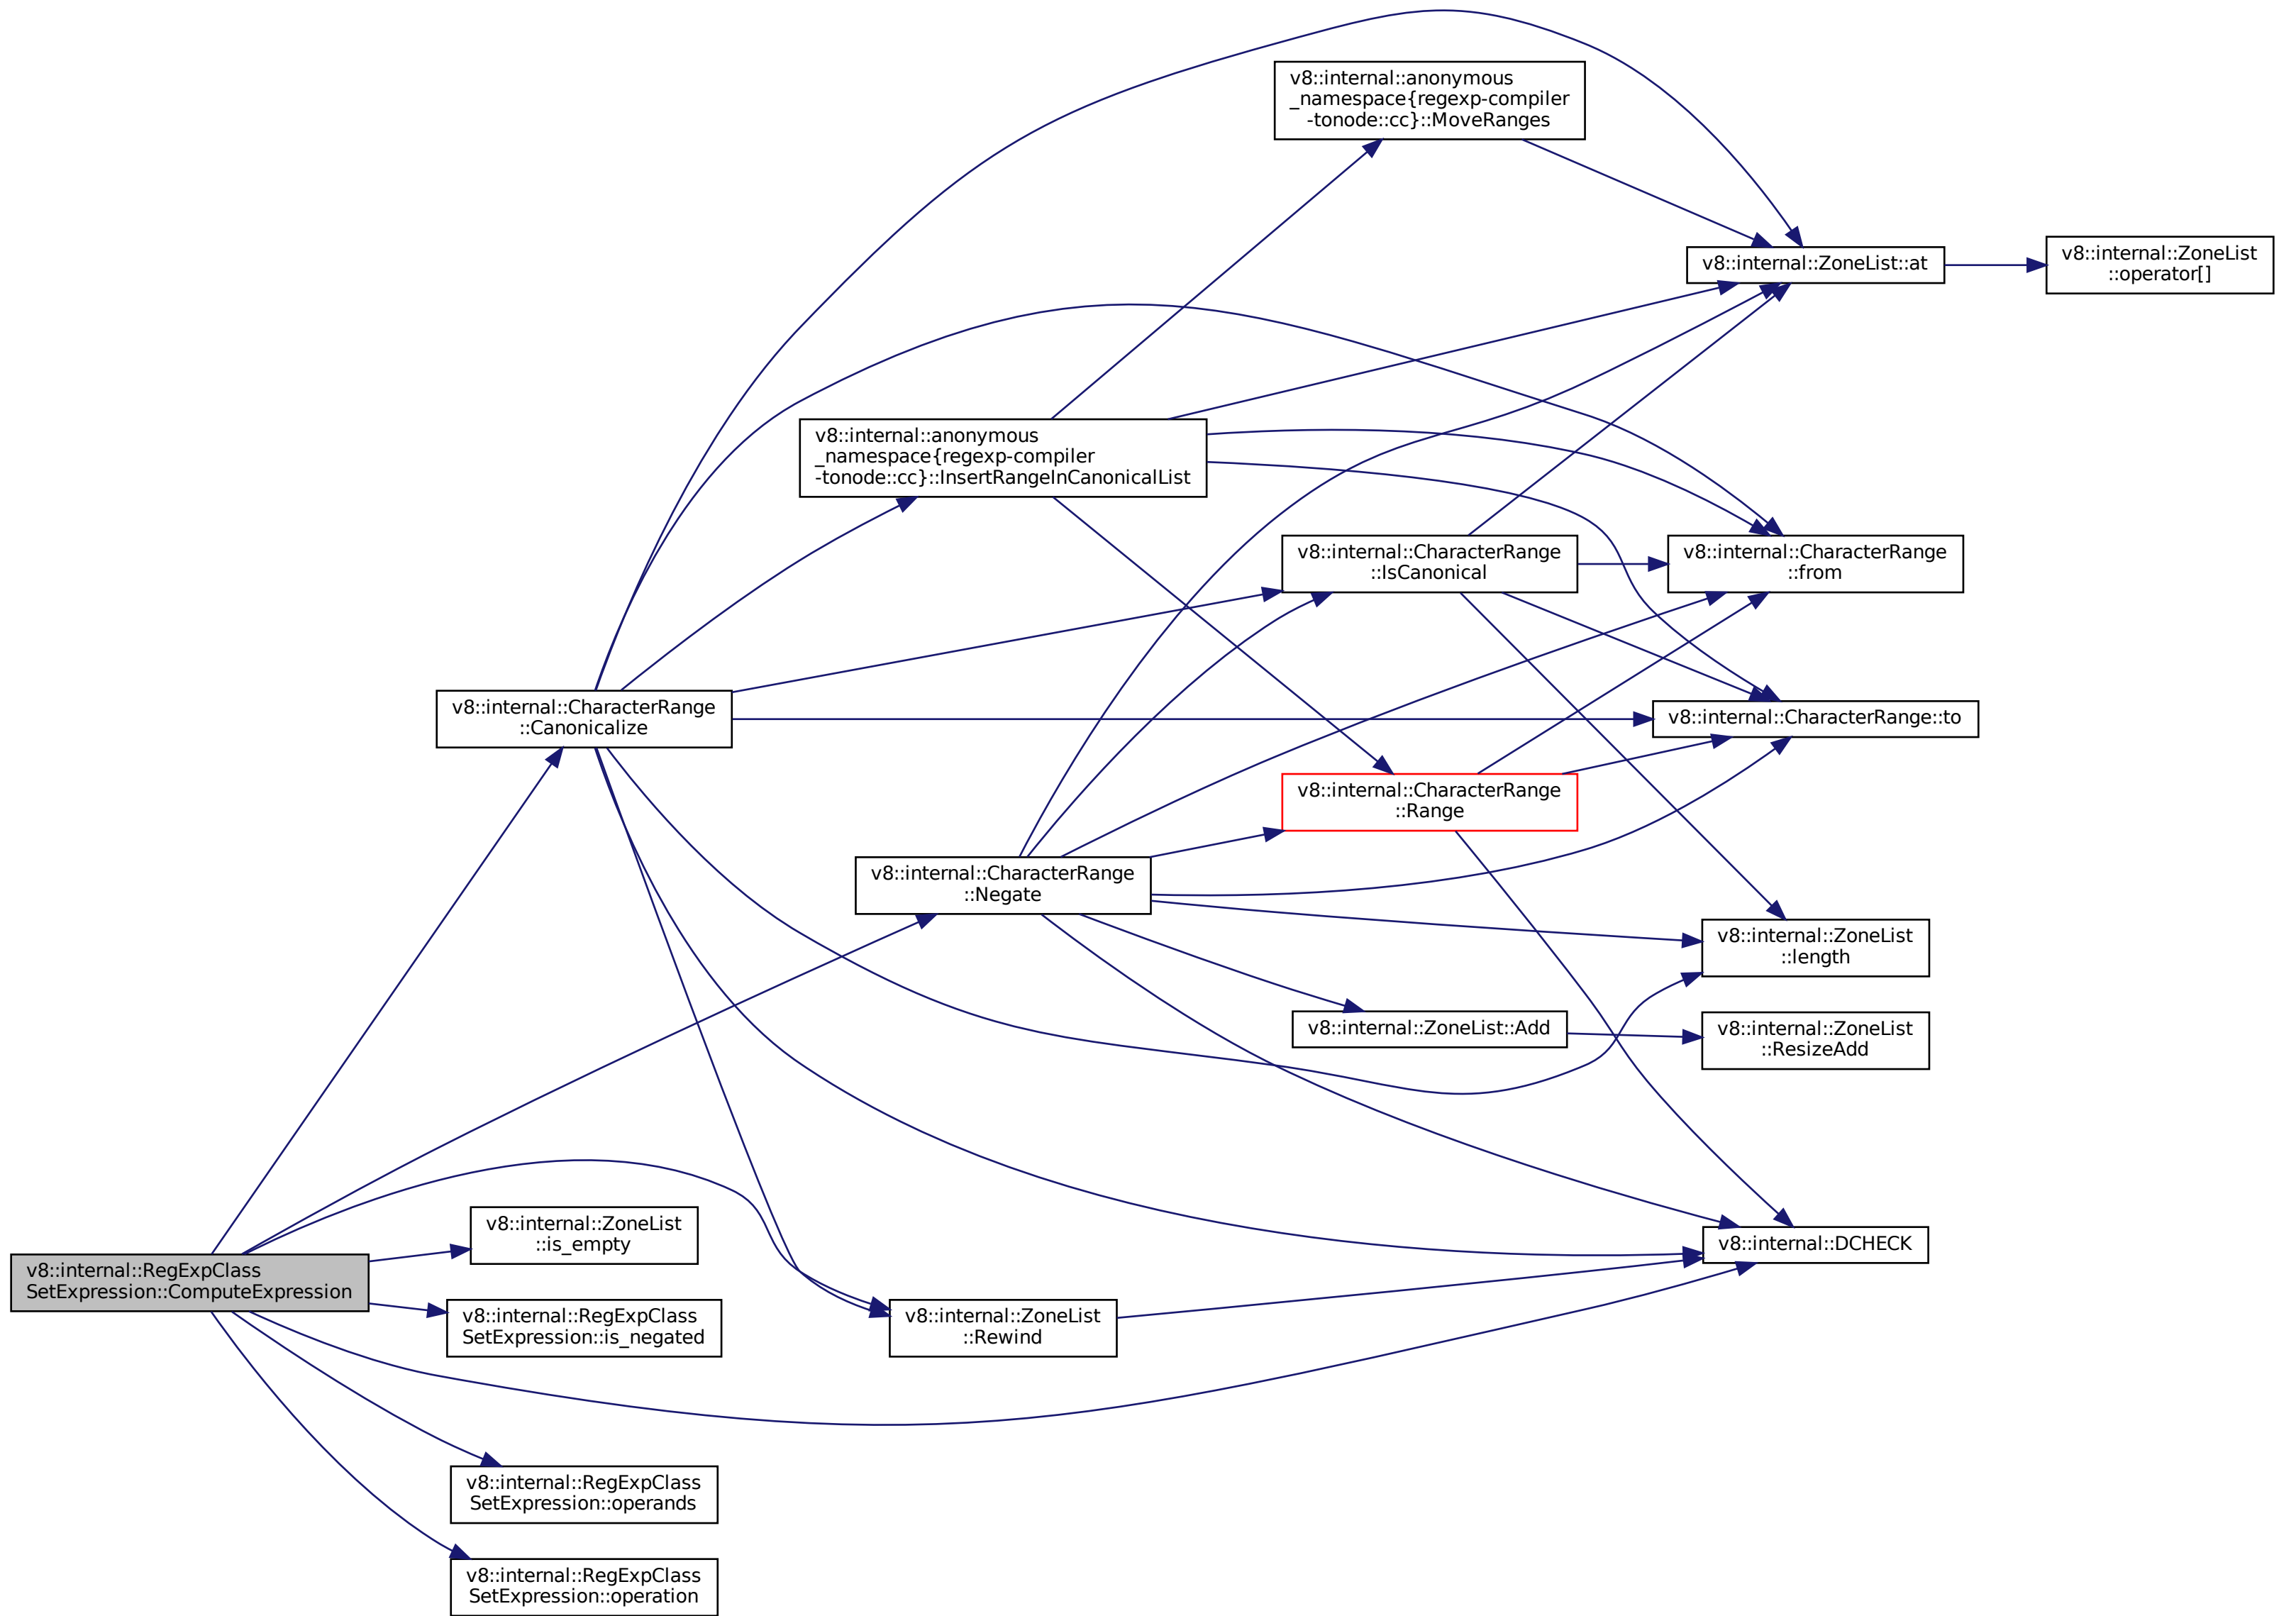 v8::internal::anonymous
_namespace{regexp-compiler
-tonode::cc}::MoveRanges
v8::internal::ZoneList::at
v8::internal::ZoneList
::operator[]
v8::internal::anonymous
_namespace{regexp-compiler
-tonode::cc}::InsertRangeInCanonicalList
v8::internal::CharacterRange
::IsCanonical
v8::internal::CharacterRange
::from
v8::internal::CharacterRange
::Canonicalize
v8::internal::CharacterRange::to
v8::internal::CharacterRange
::Range
v8::internal::CharacterRange
::Negate
v8::internal::ZoneList
::length
v8::internal::ZoneList::Add
v8::internal::ZoneList
::ResizeAdd
v8::internal::ZoneList
::is_empty
v8::internal::DCHECK
v8::internal::RegExpClass
SetExpression::ComputeExpression
v8::internal::RegExpClass
SetExpression::is_negated
v8::internal::ZoneList
::Rewind
v8::internal::RegExpClass
SetExpression::operands
v8::internal::RegExpClass
SetExpression::operation